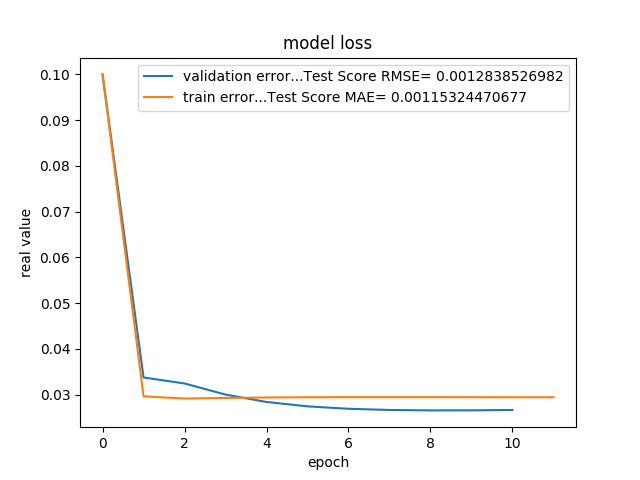 model loss
validation error...Test Score RMSE= 0.0012838526982
train error...Test Score MAE= 0.00115324470677
0.10
0.09
0.08
0.07
0.06
0.05
0.04
0.03
real value
0 2 4 6 8 10
epoch